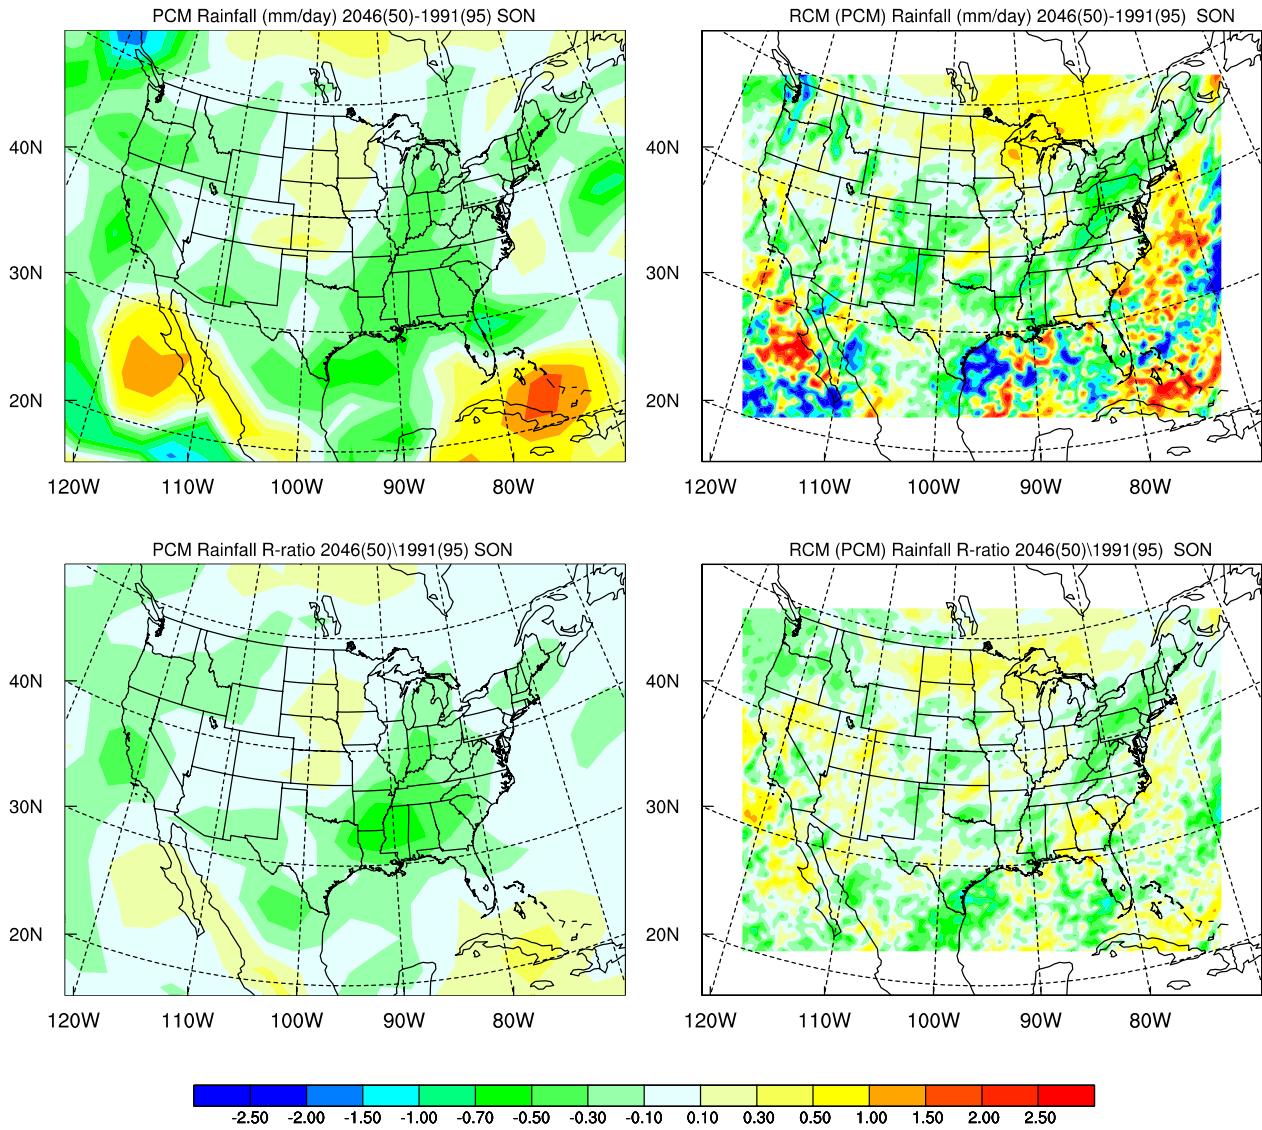 PCM Rainfall (mm/day) 2046(50)-1991(95) SON
RCM (PCM) Rainfall (mm/day) 2046(50)-1991(95) SON
40N
30N
20N
120W 110W 100W 90W 80W
40N
30N
20N
120W 110W 100W 90W 80W
PCM Rainfall R-ratio 2046(50)\1991(95) SON
RCM (PCM) Rainfall R-ratio 2046(50)\1991(95) SON
40N
30N
20N
120W 110W 100W 90W 80W
40N
30N
20N
120W 110W 100W 90W 80W
-2.50 -2.00 -1.50 -1.00 -0.70 -0.50 -0.30 -0.10 0.10 0.30 0.50 1.00 1.50 2.00 2.50